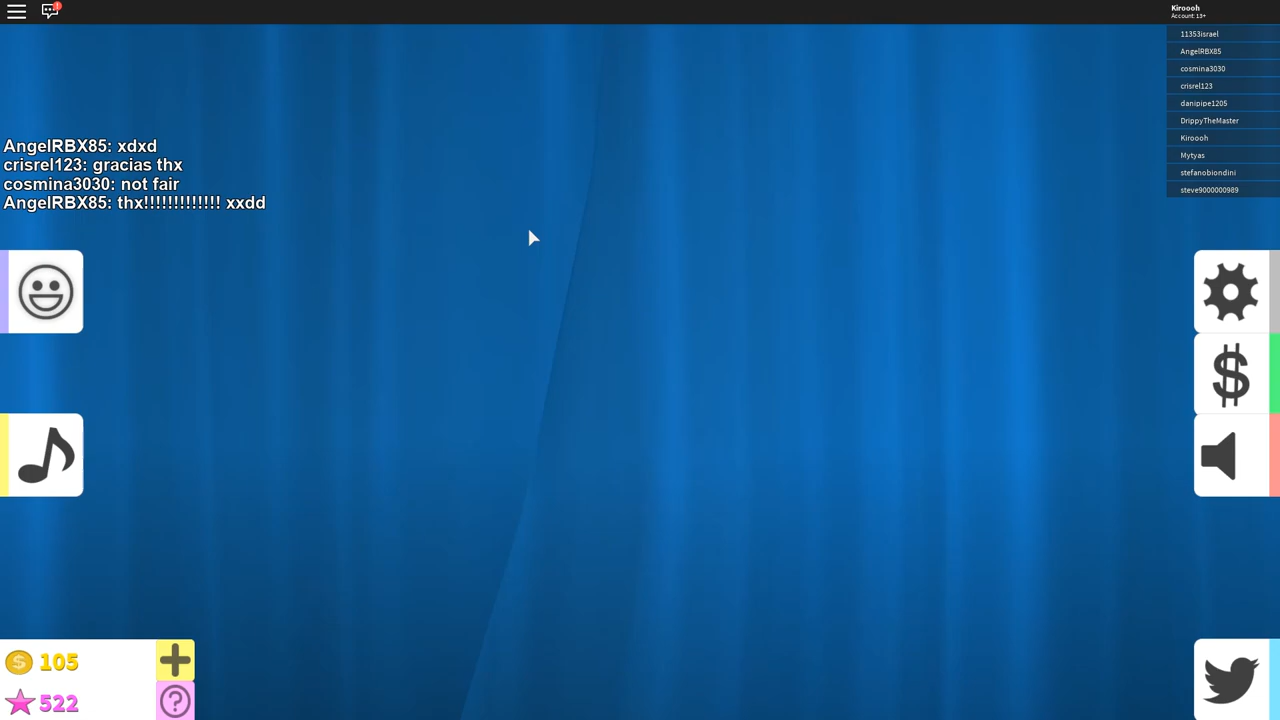 Kiroooh
Account: 13+
11353israel
AngelRBX85
cosmina3030
crisrel123
danipipe1205
DrippyTheMaster
Kiroooh
Mytyas
stefanobiondini
steve9000000989
AngelRBX85: xdxd
crisrel123: gracias thx
cosmina3030: not fair
AngelRBX85: thx!!!!!!!!!!!!! xxdd
105
522